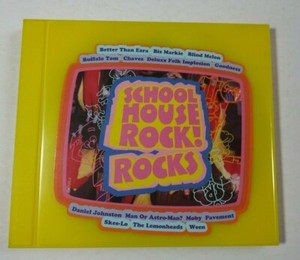 Better Than Ezra Biz Markie Blind Melon
Buffalo Tom Chavez Deluxe Folk Implosion Goodness
SCHOOL
HOUSE
ROCK!
ROCKS
Daniel Johnston Man Or Astro-Man? Moby Pavement
Skee-Lo The Lemonheads Ween